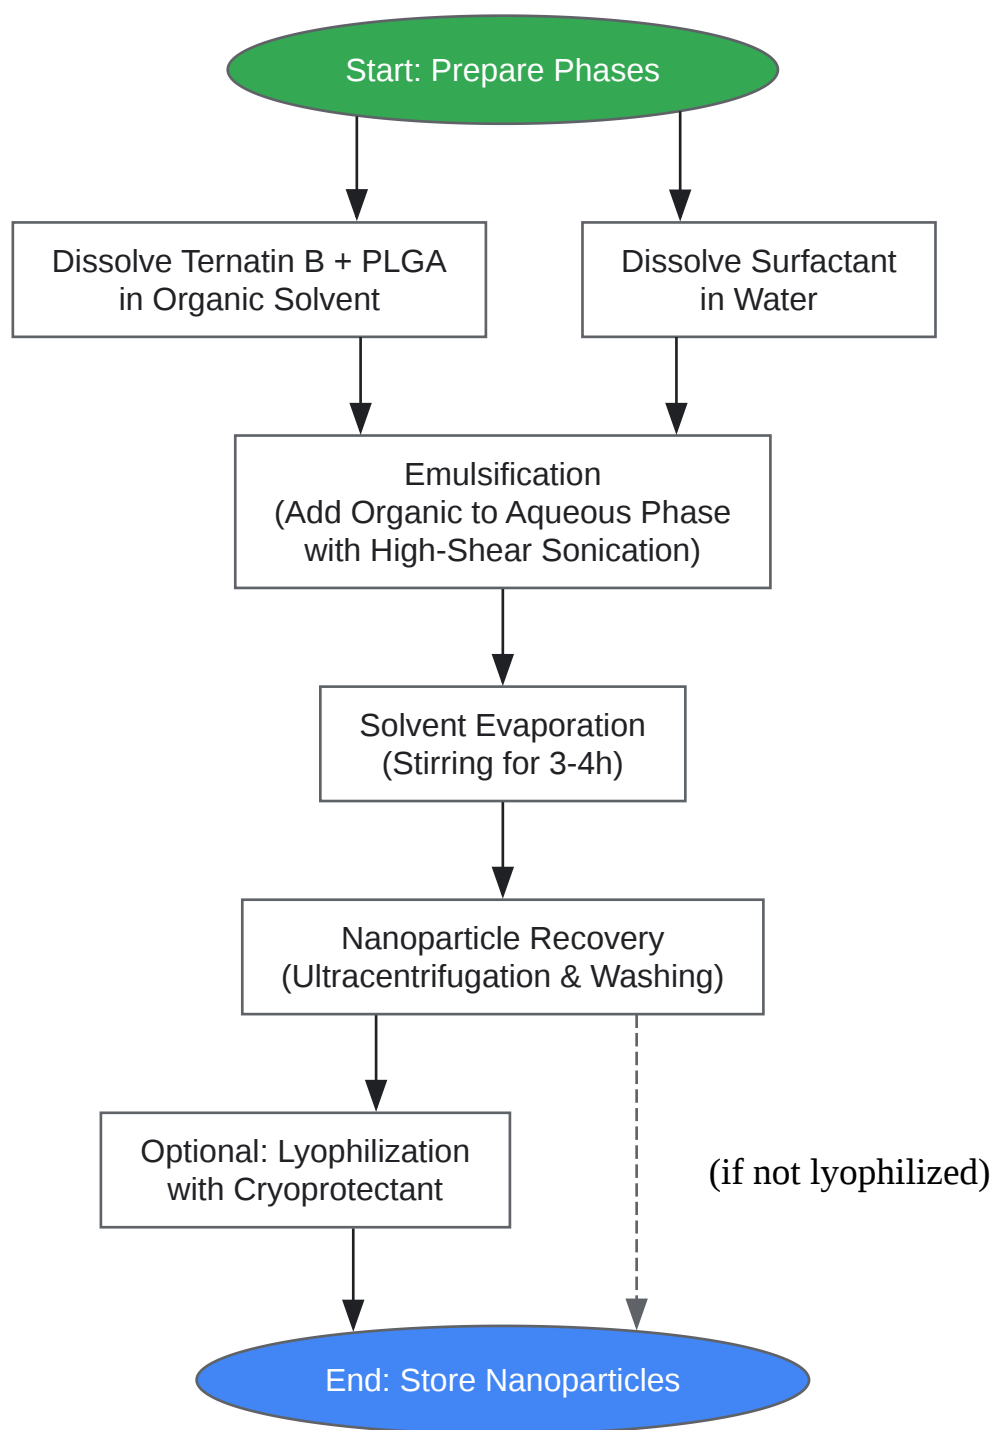 Start: Prepare Phases
Dissolve Ternatin B + PLGA
in Organic Solvent
Dissolve Surfactant
in Water
Emulsification
(Add Organic to Aqueous Phase
with High-Shear Sonication)
Solvent Evaporation
(Stirring for 3-4h)
Nanoparticle Recovery
(Ultracentrifugation & Washing)
Optional: Lyophilization
with Cryoprotectant
(if not lyophilized)
End: Store Nanoparticles